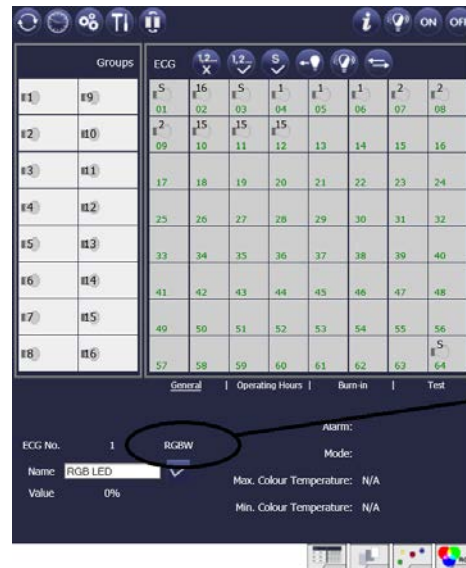 i ON OFF
Groups ECG 1,2... X 1,2... S
1 9 S 01 16 02 S 03 1 04 1 05 1 06 2 07 2 08
2 10 2 09 15 10 15 11 15 12 13 14 15 16
3 11 17 18 19 20 21 22 23 24
4 12 25 26 27 28 29 30 31 32
5 13 33 34 35 36 37 38 39 40
6 14 41 42 43 44 45 46 47 48
7 15 49 50 51 52 53 54 55 56
8 16 57 58 59 60 61 62 63 S 64
General | Operating Hours | Burn-in | Test
Alarm:
ECG No. 1 RGBW Mode:
Name RGB LED Max. Colour Temperature: N/A
Value 0% Min. Colour Temperature: N/A